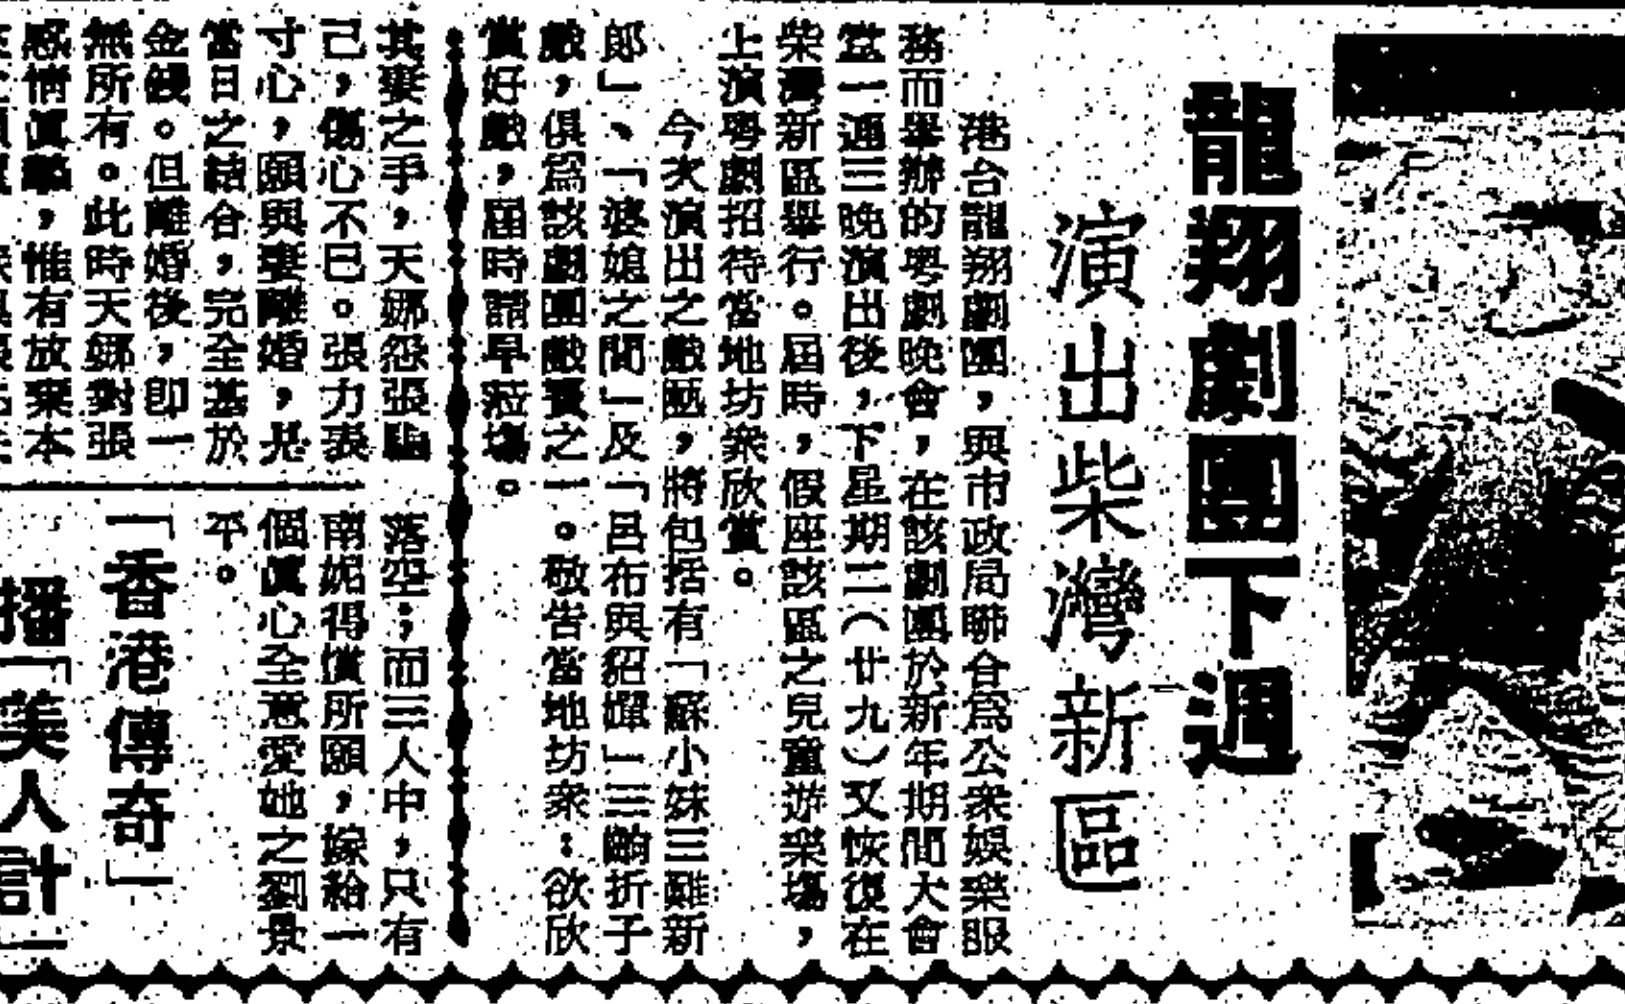 龍翔劇團下週
演出柴灣新區
港台龍翔劇團，與市政局聯合爲公衆娛樂服
務而舉辦的粤劇晚會，在該劇團於新年期間大會
堂一連三晚演出後，下星期二（廿九）又恢復在
柴灣新區舉行。屆時，假座該區之兒童遊樂場，
上演粤劇招待當地坊衆欣賞。
今次演出之戲匭，將包括有「蘇小妹三難新
郎」、「婆媳之間」及「呂布與貂嬋」三齣折子
戲，俱爲該劇團戲寶之一。敬告當地坊衆：欲欣
賞好戲，屆時請早蒞場。
其妻之手，天娜怨張騙
己，傷心不已。張力表
寸心，願與妻離婚，見
當日之結合，完全基於
金錢。但離婚後，卽一
無所有。此時天娜對張
感情眞摯，惟有放棄本
落空；而三人中，只有
南妮得償所願，嫁給一
個眞心全意愛她之劉景
平。
「香港傳奇」
播「美人計」